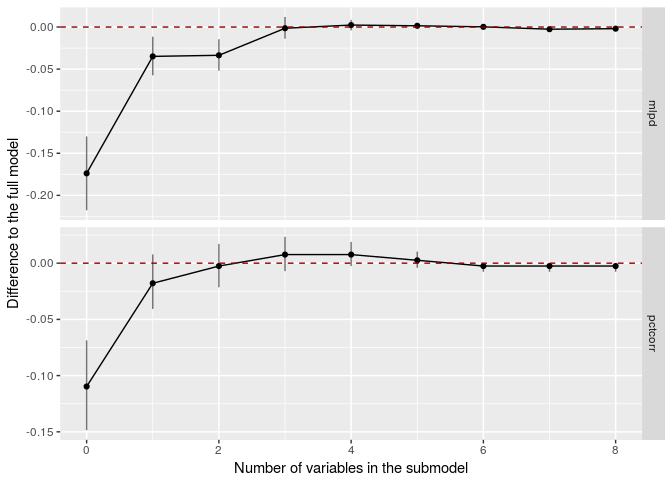 Difference to the full model
0.00
-0.05
-0.10
-0.15
-0.20
mlpd
0.00
-0.05
-0.10
-0.15
pctcorr
0 2 4 6 8
Number of variables in the submodel